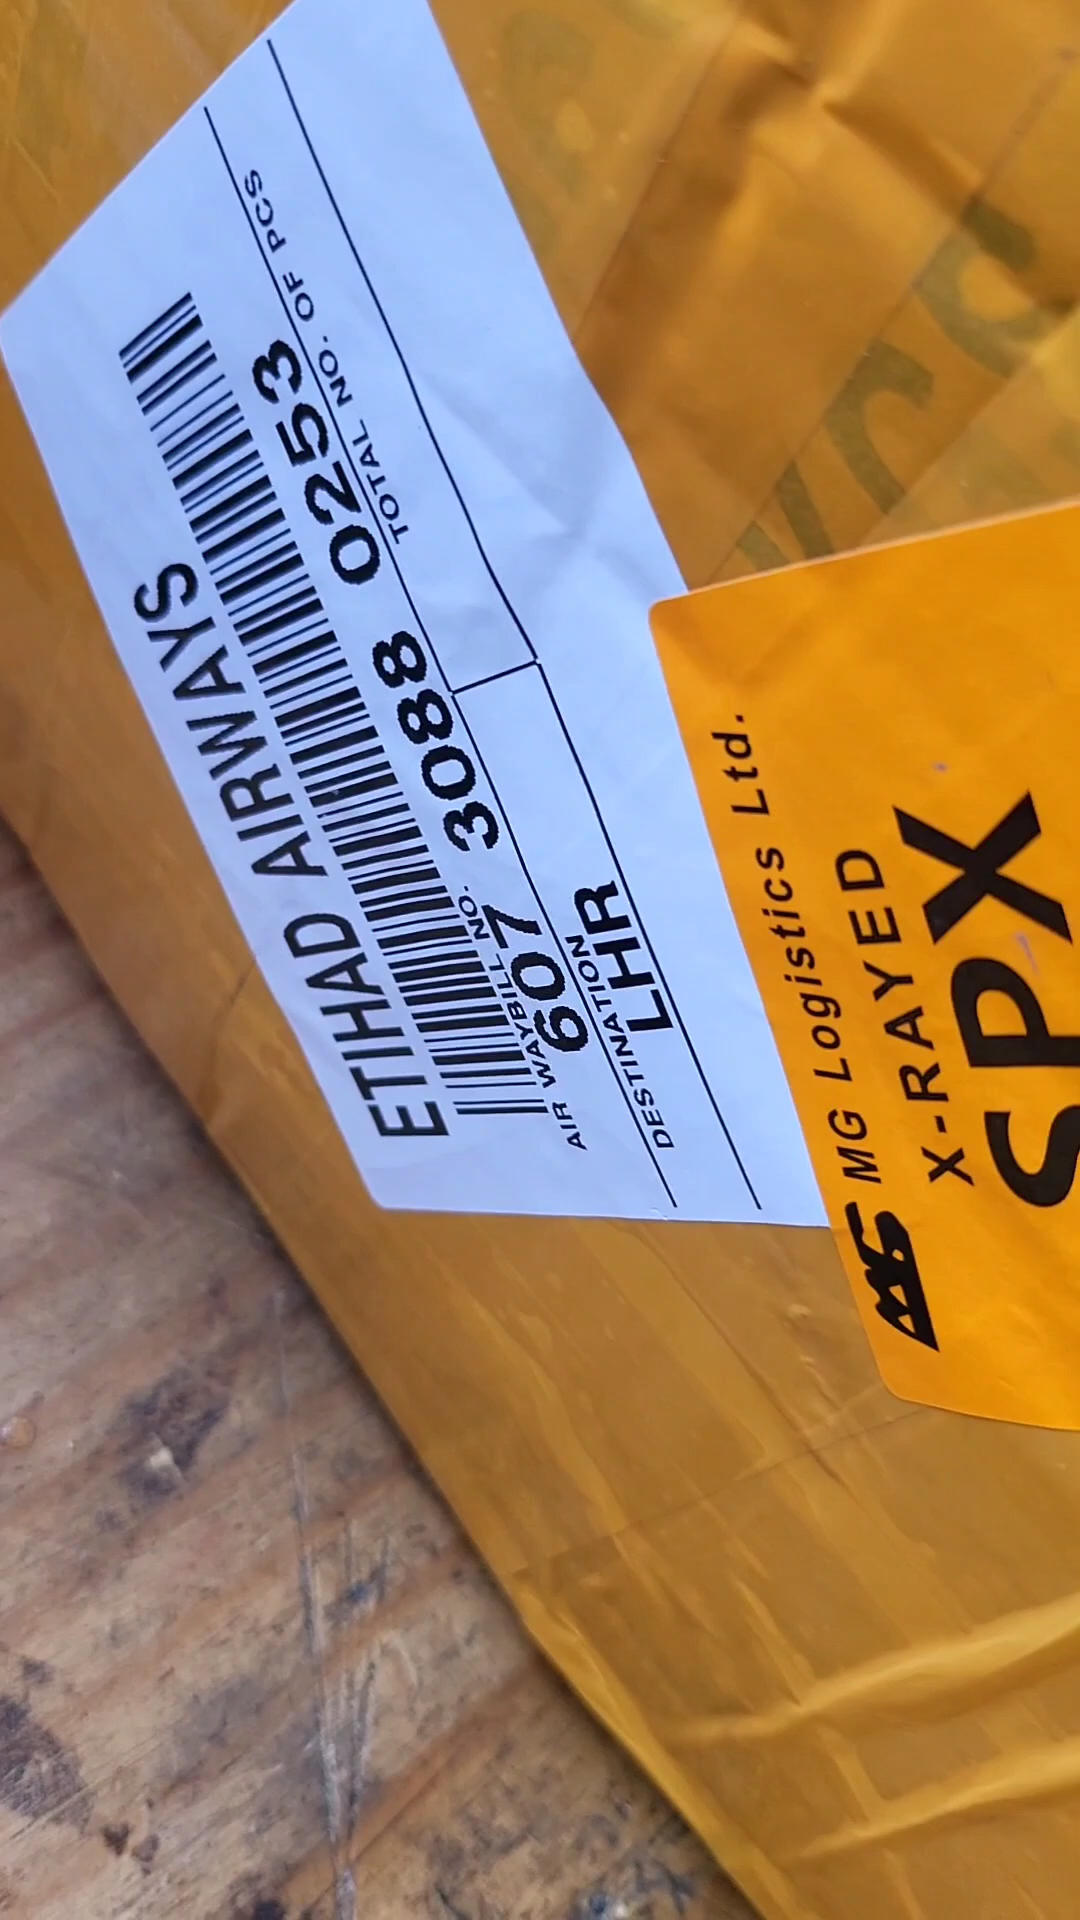 ETIHAD AIRWAYS
AIR WAYBILL NO.
607 3088 0253
DESTINATION
TOTAL NO. OF PCS
LHR
MG MG Logistics Ltd.
X-RAYED
SPX